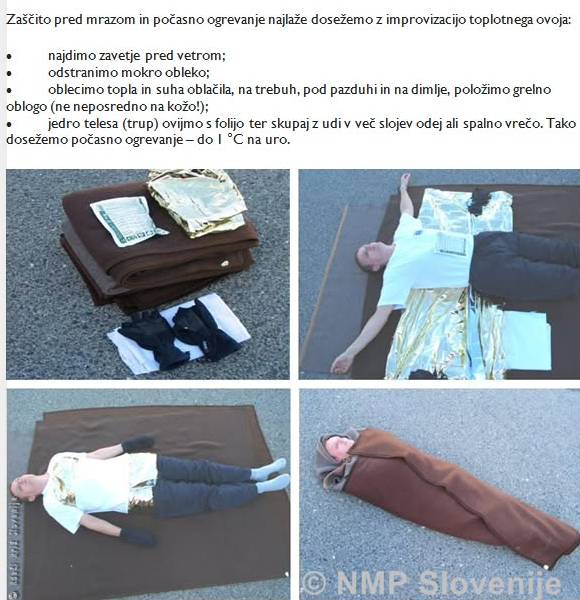 Zaščito pred mrazom in počasno ogrevanje najlaže dosežemo z improvizacijo toplotnega ovoja:
• najdimo zavetje pred vetrom;
• odstranimo mokro obleko;
• oblecimo topla in suha oblačila, na trebuh, pod pazduhi in na dimlje, položimo grelno
oblogo (ne neposredno na kožo!);
• jedro telesa (trup) ovijmo s folijo ter skupaj z udi v več slojev odej ali spalno vrečo. Tako
dosežemo počasno ogrevanje – do 1 °C na uro.
© NMP Slovenije